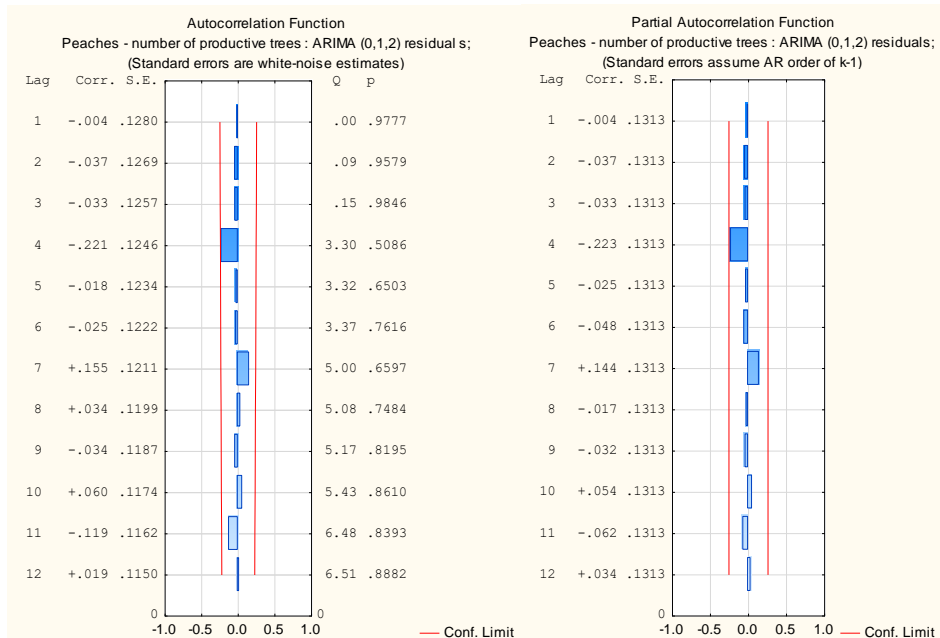 Autocorrelation Function
Peaches - number of productive trees : ARIMA (0,1,2) residual s;
(Standard errors are white-noise estimates)
Lag Corr. S.E. Q p
1 -.004 .1280 .00 .9777
2 -.037 .1269 .09 .9579
3 -.033 .1257 .15 .9846
4 -.221 .1246 3.30 .5086
5 -.018 .1234 3.32 .6503
6 -.025 .1222 3.37 .7616
7 +.155 .1211 5.00 .6597
8 +.034 .1199 5.08 .7484
9 -.034 .1187 5.17 .8195
10 +.060 .1174 5.43 .8610
11 -.119 .1162 6.48 .8393
12 +.019 .1150 6.51 .8882
0 0
-1.0 -0.5 0.0 0.5 1.0
Conf. Limit
Partial Autocorrelation Function
Peaches - number of productive trees : ARIMA (0,1,2) residuals;
(Standard errors assume AR order of k-1)
Lag Corr. S.E.
1 -.004 .1313
2 -.037 .1313
3 -.033 .1313
4 -.223 .1313
5 -.025 .1313
6 -.048 .1313
7 +.144 .1313
8 -.017 .1313
9 -.032 .1313
10 +.054 .1313
11 -.062 .1313
12 +.034 .1313
0 0
-1.0 -0.5 0.0 0.5 1.0
Conf. Limit